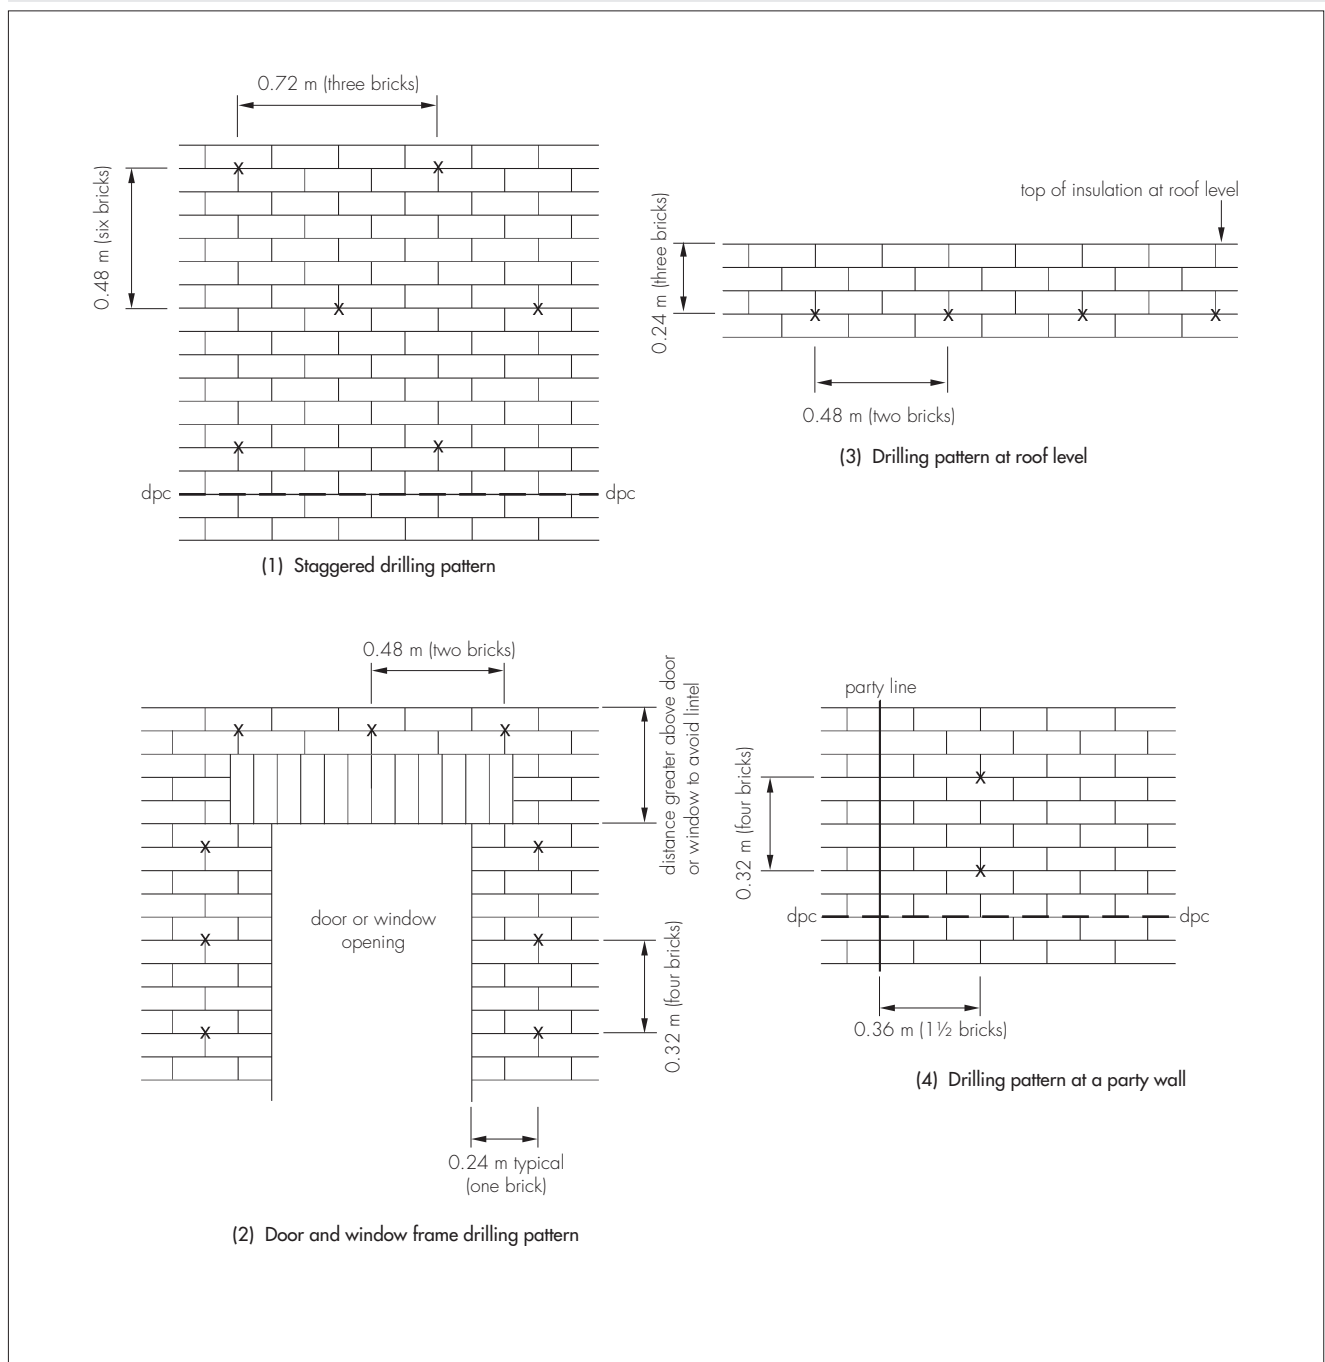 0.72 m (three bricks)
0.48 m (six bricks)
X X
X X
X X
dpc dpc
(1) Staggered drilling pattern
top of insulation at roof level
0.24 m (three bricks)
X X X X
0.48 m (two bricks)
(3) Drilling pattern at roof level
0.48 m (two bricks)
distance greater above door
or window to avoid lintel
X X X
X X
door or window
opening
X X
X X
0.32 m (four bricks)
0.24 m typical
(one brick)
(2) Door and window frame drilling pattern
party line
0.32 m (four bricks)
X
X
dpc dpc
0.36 m (1½ bricks)
(4) Drilling pattern at a party wall